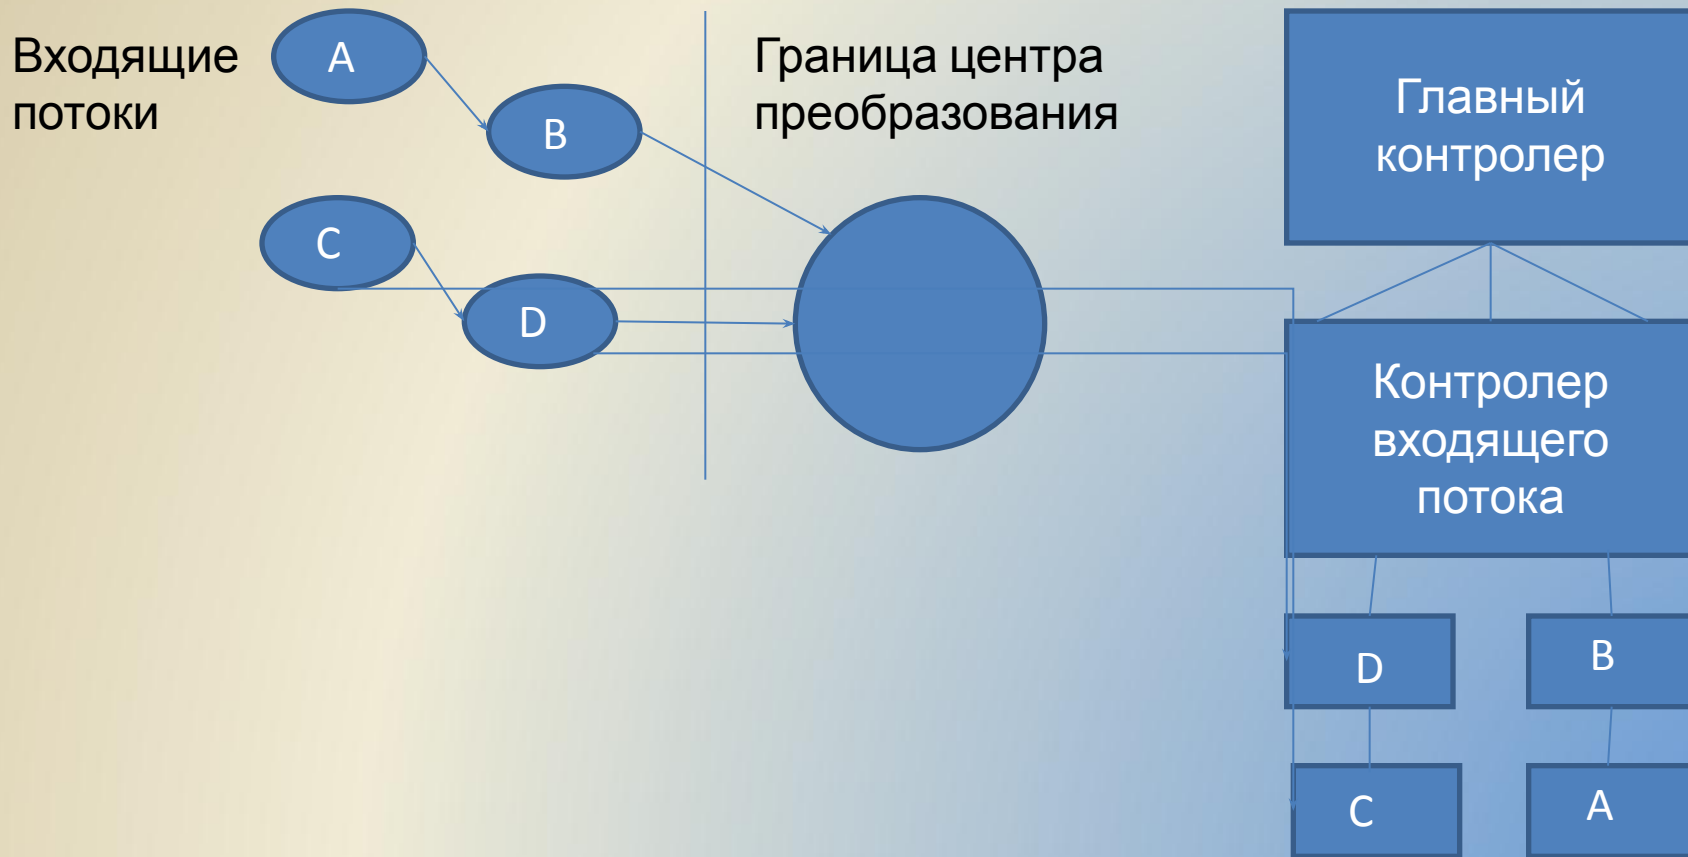 Входящие
потоки
A
B
C
D
Граница центра
преобразования
Главный
контролер
Контролер
входящего
потока
D
B
C
A